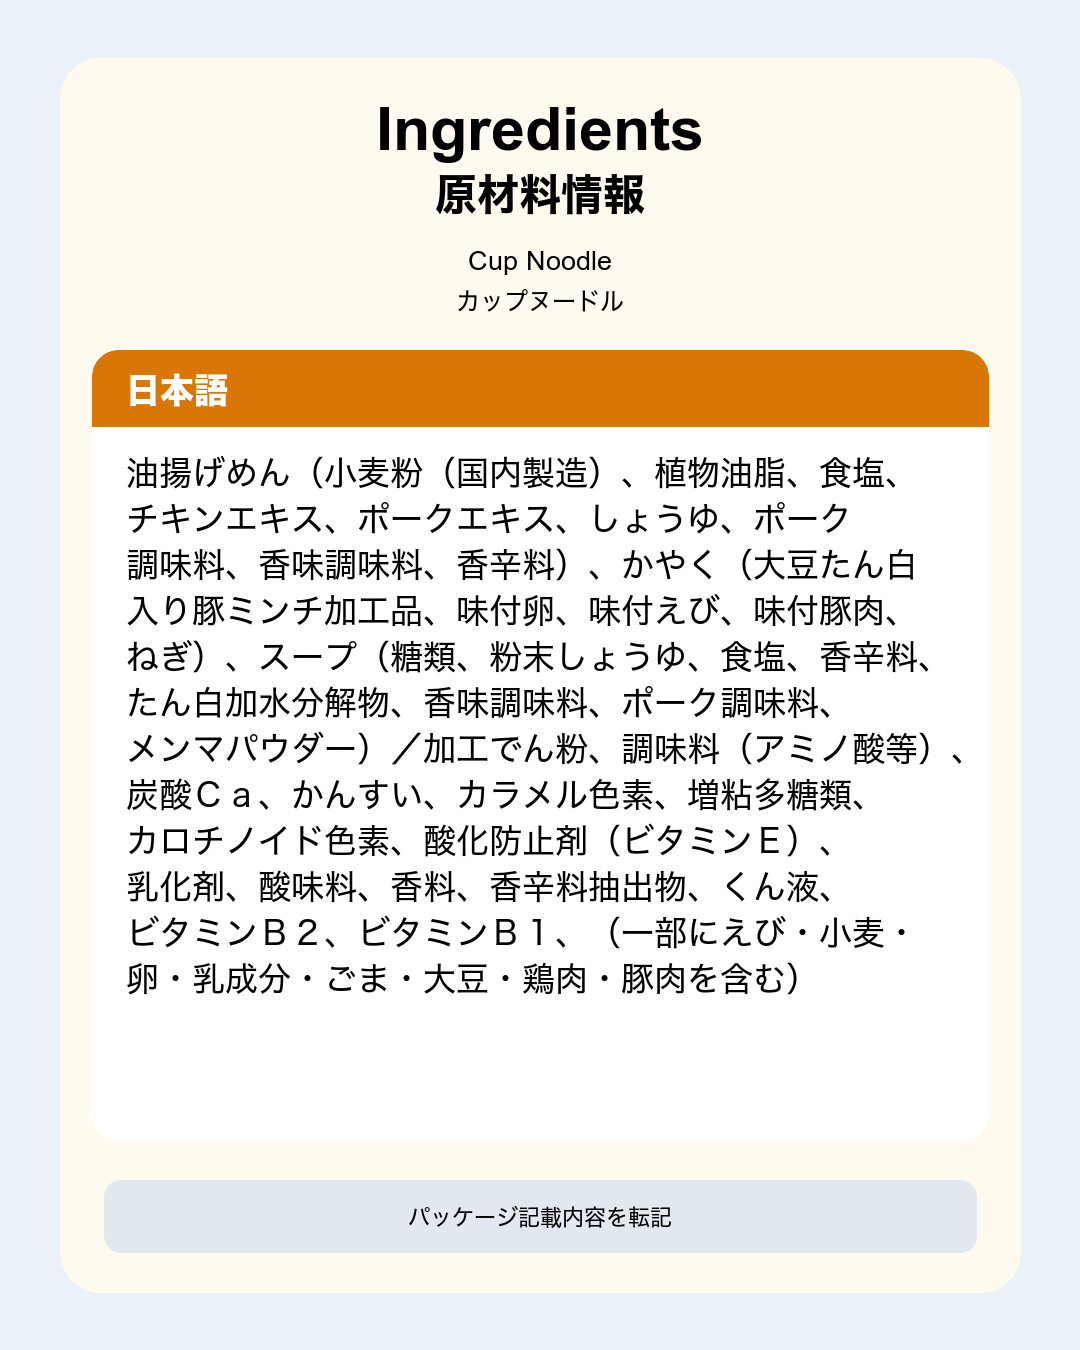 Ingredients
原材料情報
Cup Noodle
カップヌードル
日本語
油揚げめん（小麦粉（国内製造）、植物油脂、食塩、
チキンエキス、ポークエキス、しょうゆ、ポーク
調味料、香味調味料、香辛料）、かやく（大豆たん白
入り豚ミンチ加工品、味付卵、味付えび、味付豚肉、
ねぎ）、スープ（糖類、粉末しょうゆ、食塩、香辛料、
たん白加水分解物、香味調味料、ポーク調味料、
メンマパウダー）／加工でん粉、調味料（アミノ酸等）、
炭酸Ｃａ、かんすい、カラメル色素、増粘多糖類、
カロチノイド色素、酸化防止剤（ビタミンＥ）、
乳化剤、酸味料、香料、香辛料抽出物、くん液、
ビタミンＢ２、ビタミンＢ１、（一部にえび・小麦・
卵・乳成分・ごま・大豆・鶏肉・豚肉を含む）
パッケージ記載内容を転記